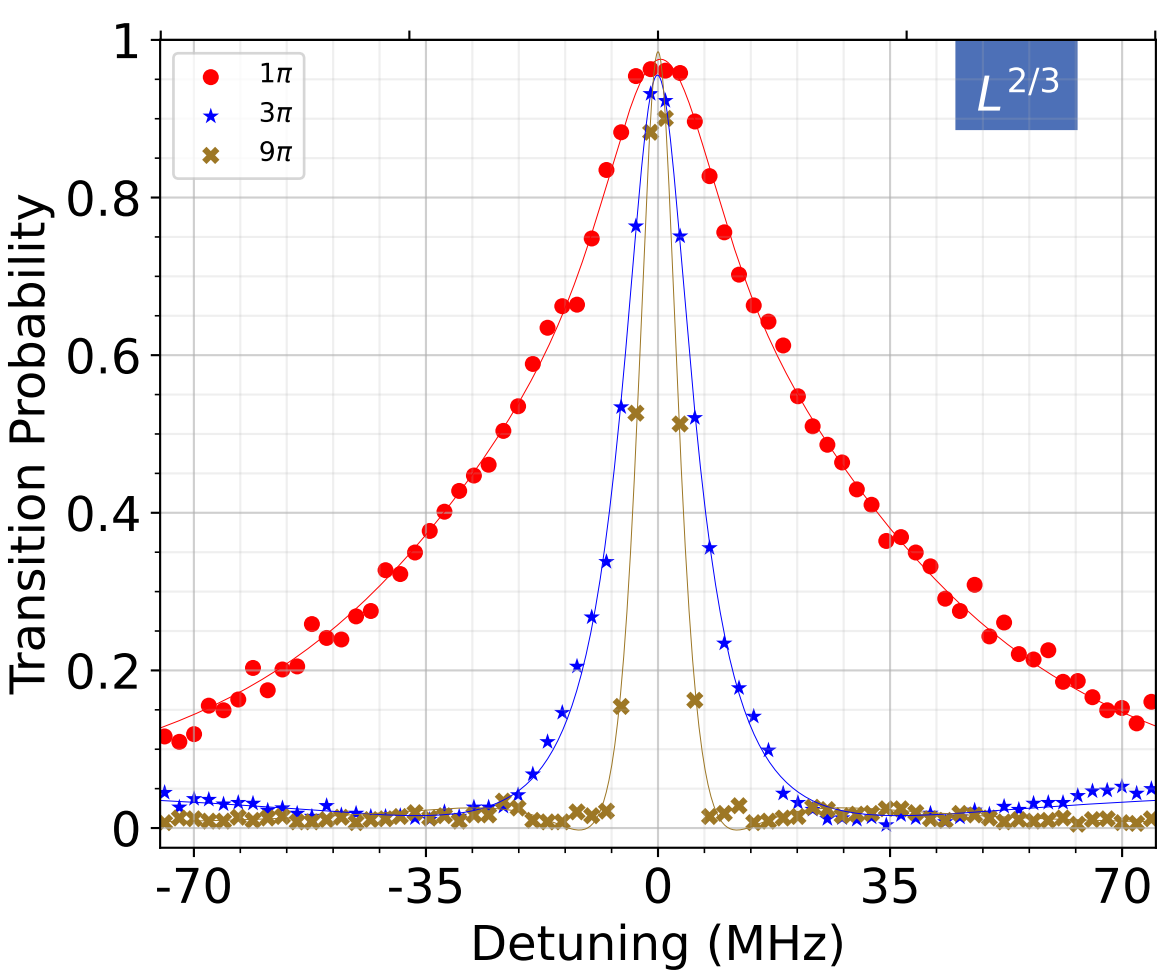 1π
3π
9π
L^{2/3}
Transition Probability
1
0.8
0.6
0.4
0.2
0
-70 -35 0 35 70
Detuning (MHz)